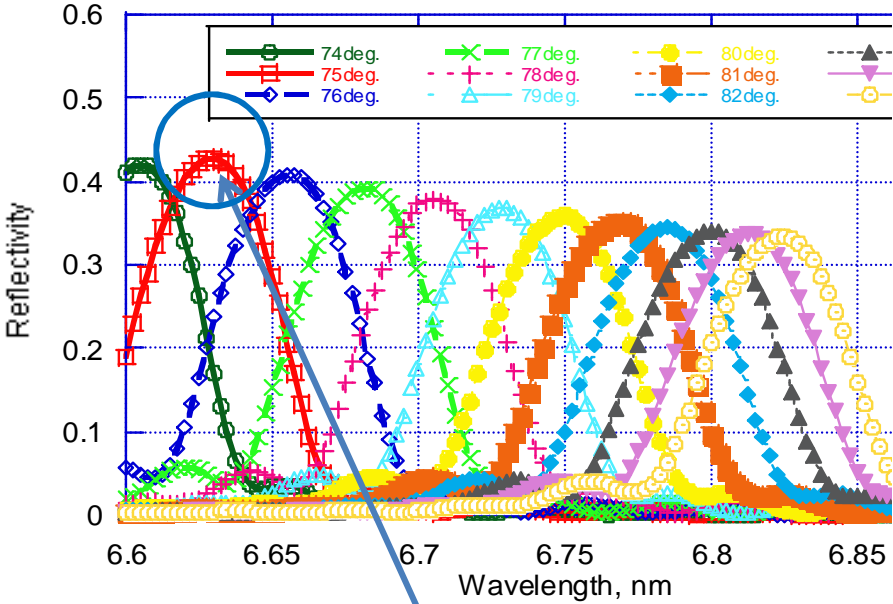 0.6
0.5
0.4
0.3
0.2
0.1
0
Reflectivity
74deg. 77deg. 80deg.
75deg. 78deg. 81deg.
76deg. 79deg. 82deg.
6.6 6.65 6.7 6.75 6.8 6.85
Wavelength, nm